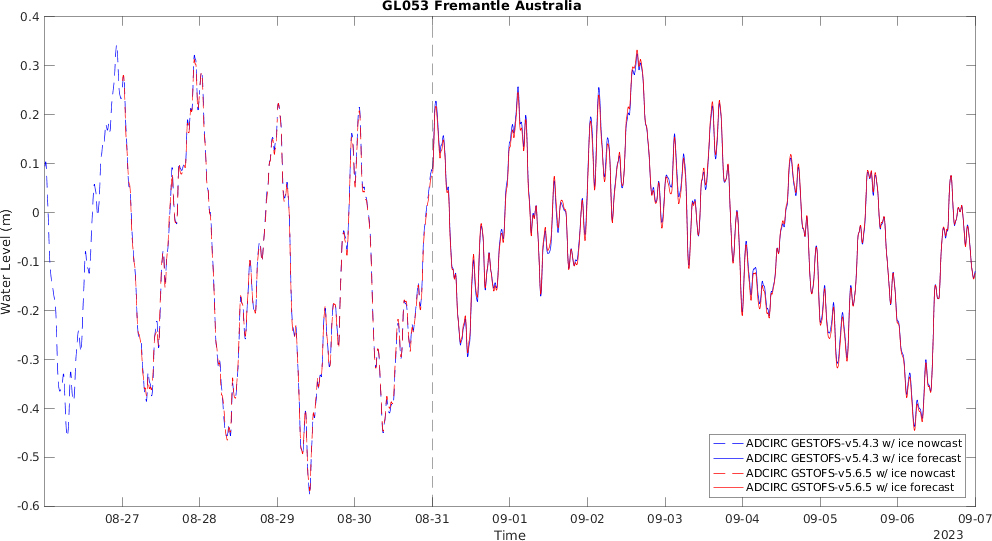 GL053 Fremantle Australia
0.4
0.3
0.2
0.1
0
-0.1
-0.2
-0.3
-0.4
-0.5
-0.6
Water Level (m)
ADCIRC GESTOFS-v5.4.3 w/ ice nowcast
ADCIRC GESTOFS-v5.4.3 w/ ice forecast
ADCIRC GSTOFS-v5.6.5 w/ ice nowcast
ADCIRC GSTOFS-v5.6.5 w/ ice forecast
08-27 08-28 08-29 08-30 08-31 09-01 09-02 09-03 09-04 09-05 09-06 09-07
Time 2023